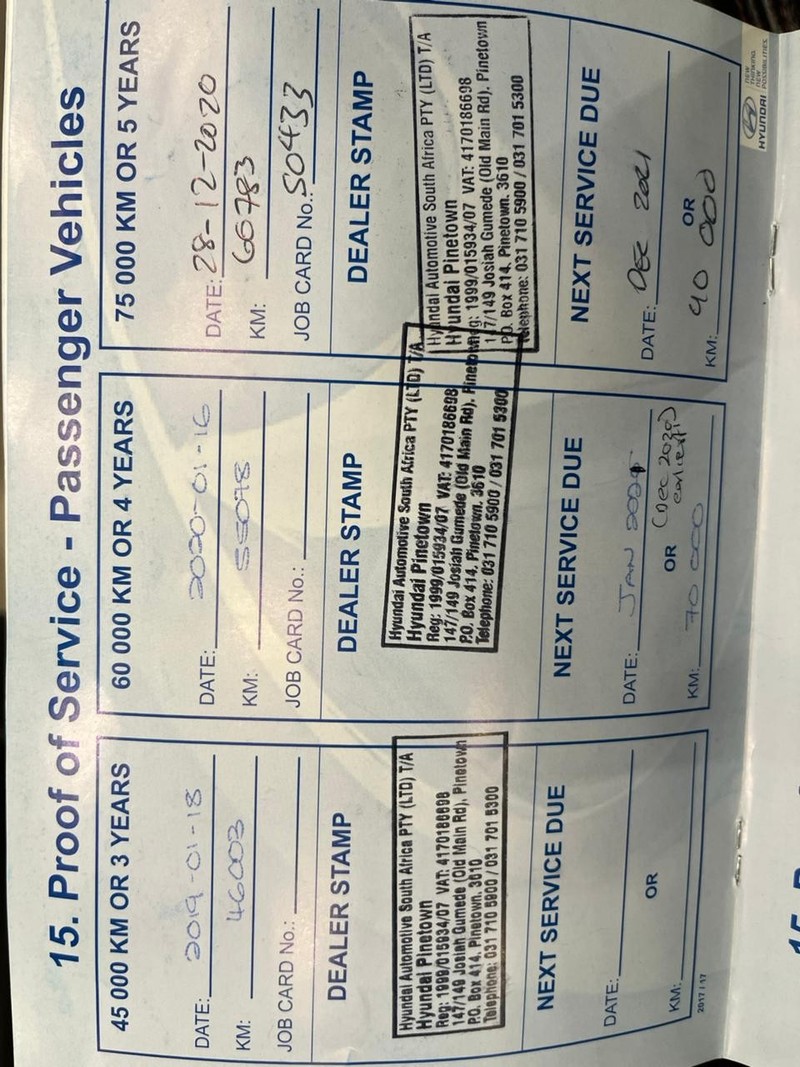 15. Proof of Service - Passenger Vehicles
45 000 KM OR 3 YEARS
DATE: 2019-01-18
KM: 46003
JOB CARD No.:
DEALER STAMP
Hyundai Automotive South Africa PTY (LTD) T/A
Hyundai Pinetown
Reg: 1999/015934/07 VAT: 4170186698
147/149 Josiah Gumede (Old Main Rd), Pinetown
P.O. Box 414, Pinetown. 3610
Telephone: 031 710 5900 / 031 701 5300
NEXT SERVICE DUE
DATE:
OR
KM:
2017 / 17
60 000 KM OR 4 YEARS
DATE: 2020-01-16
KM: 55078
JOB CARD No.:
DEALER STAMP
Hyundai Automotive South Africa PTY (LTD) T/A
Hyundai Pinetown
Reg: 1999/015934/07 VAT: 4170186698
147/149 Josiah Gumede (Old Main Rd), Pinetown
P.O. Box 414, Pinetown. 3610
Telephone: 031 710 5900 / 031 701 5300
NEXT SERVICE DUE
DATE: JAN
(Dec 2020)
OR
KM: 70 000
75 000 KM OR 5 YEARS
DATE: 28-12-2020
KM: 66783
JOB CARD No.: 50433
DEALER STAMP
Hyundai Automotive South Africa PTY (LTD) T/A
Hyundai Pinetown
Reg: 1999/015934/07 VAT: 4170186698
147/149 Josiah Gumede (Old Main Rd), Pinetown
P.O. Box 414, Pinetown. 3610
Telephone: 031 710 5900 / 031 701 5300
NEXT SERVICE DUE
DATE: DEC 2021
OR
KM: 90 000
HYUNDAI
NEW
THINKING.
NEW
POSSIBILITIES.